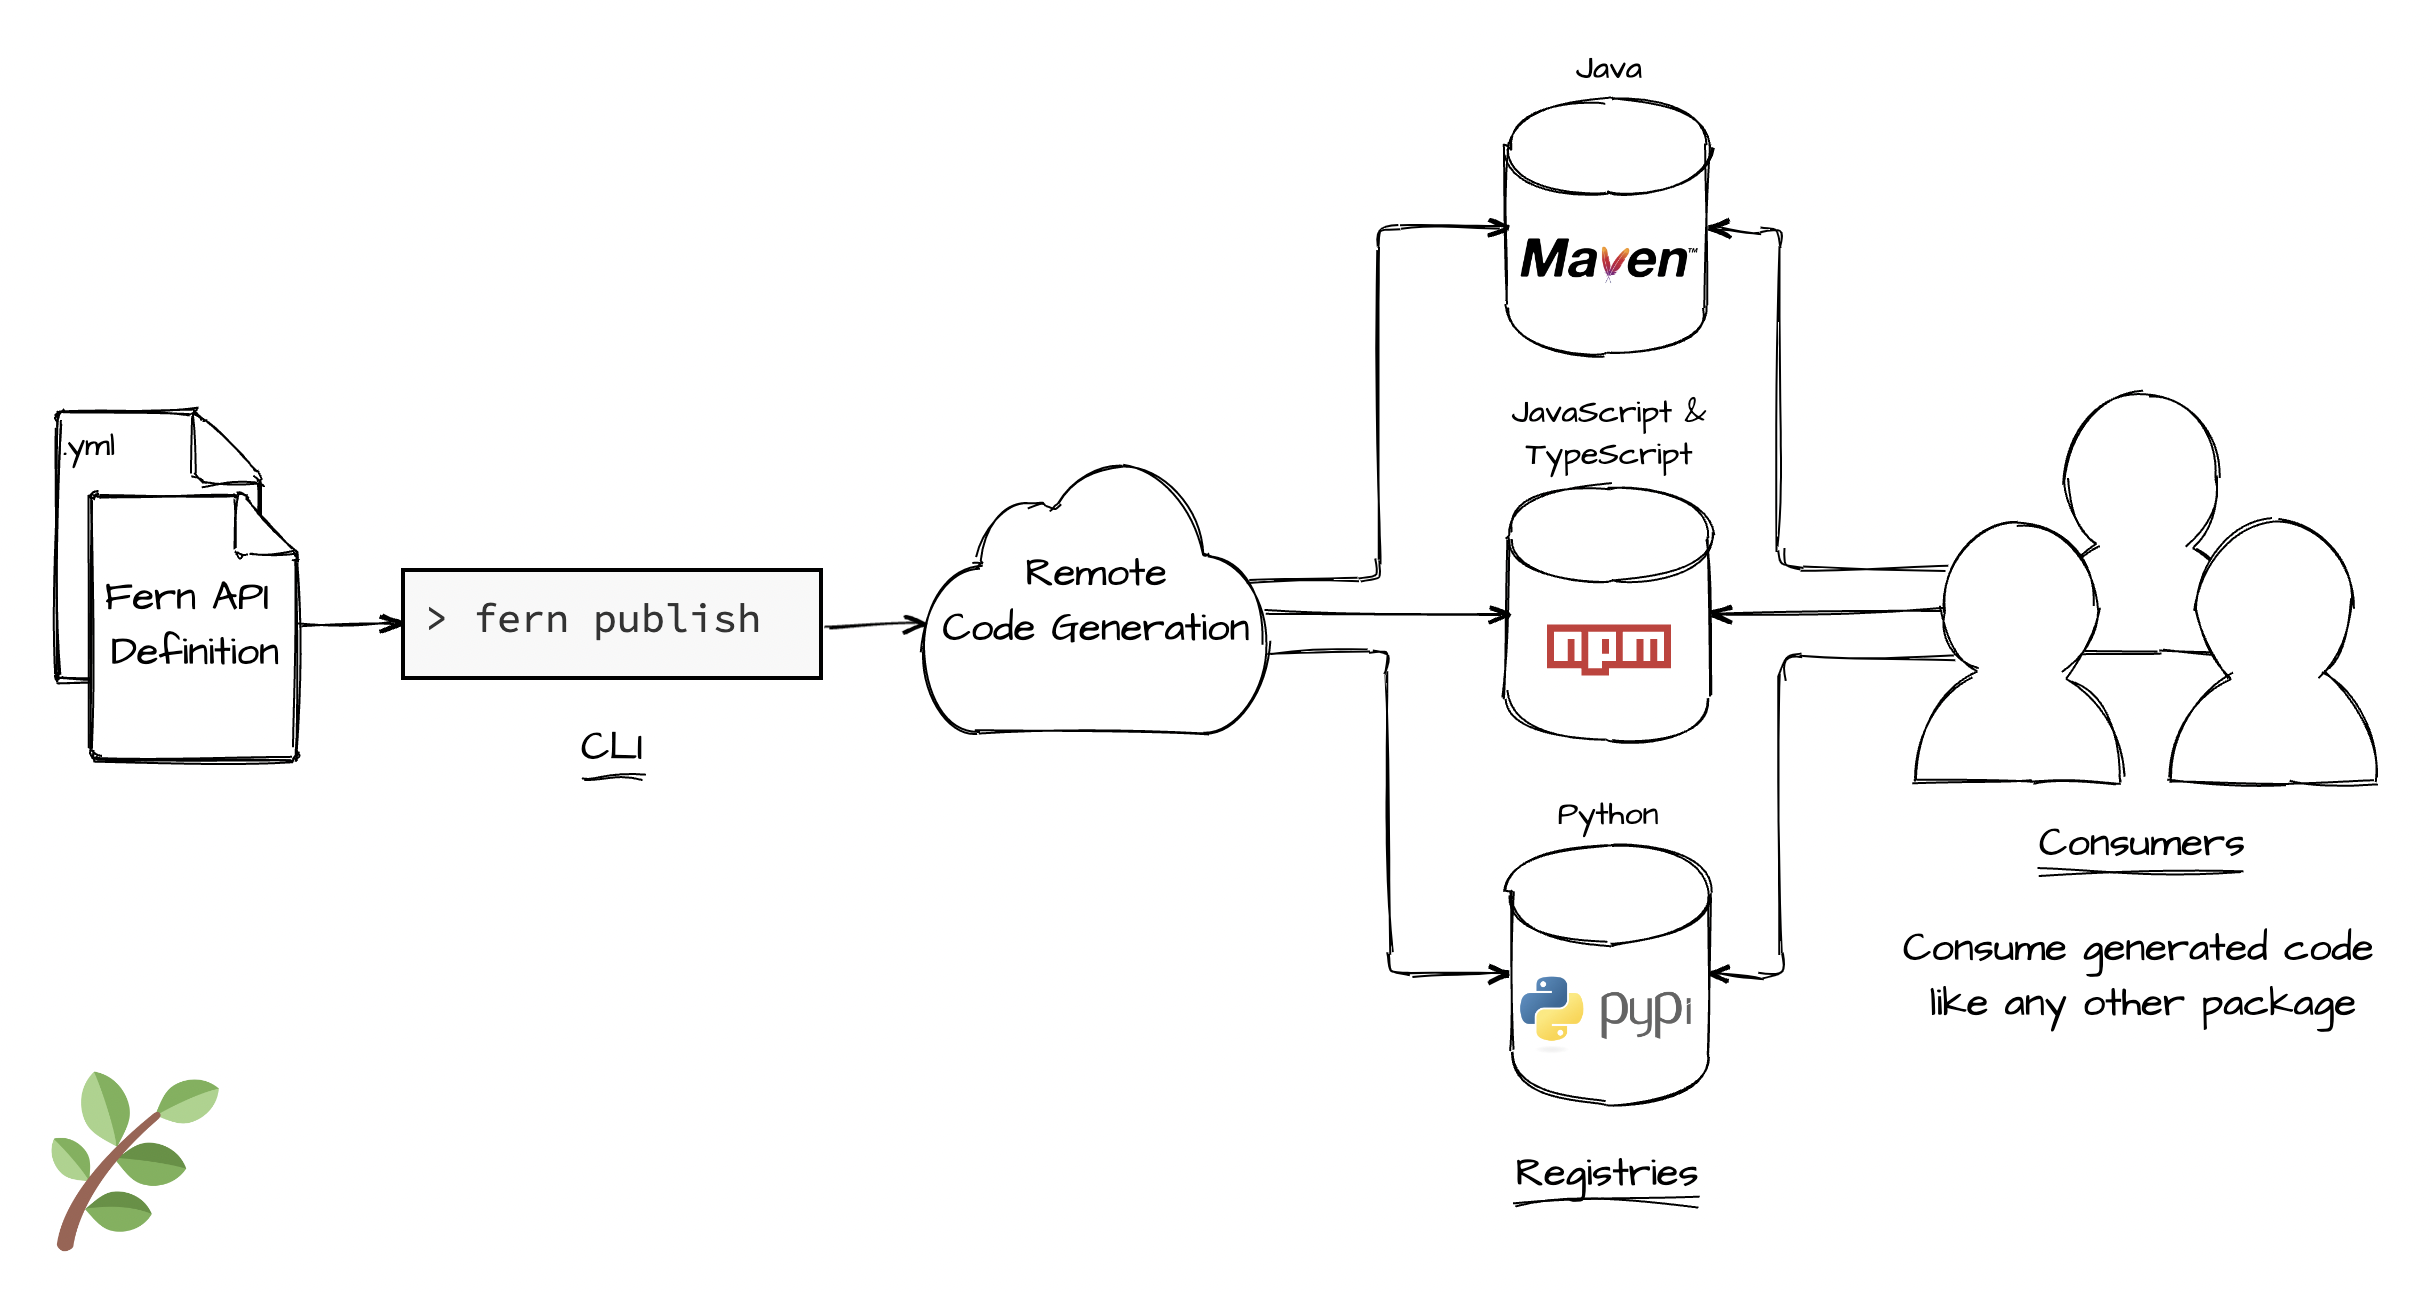 .yml
Fern API
Definition
> fern publish
CLI
Remote
Code Generation
Java
Maven™
JavaScript &
TypeScript
npm
Python
pypi
Registries
Consumers
Consume generated code
like any other package